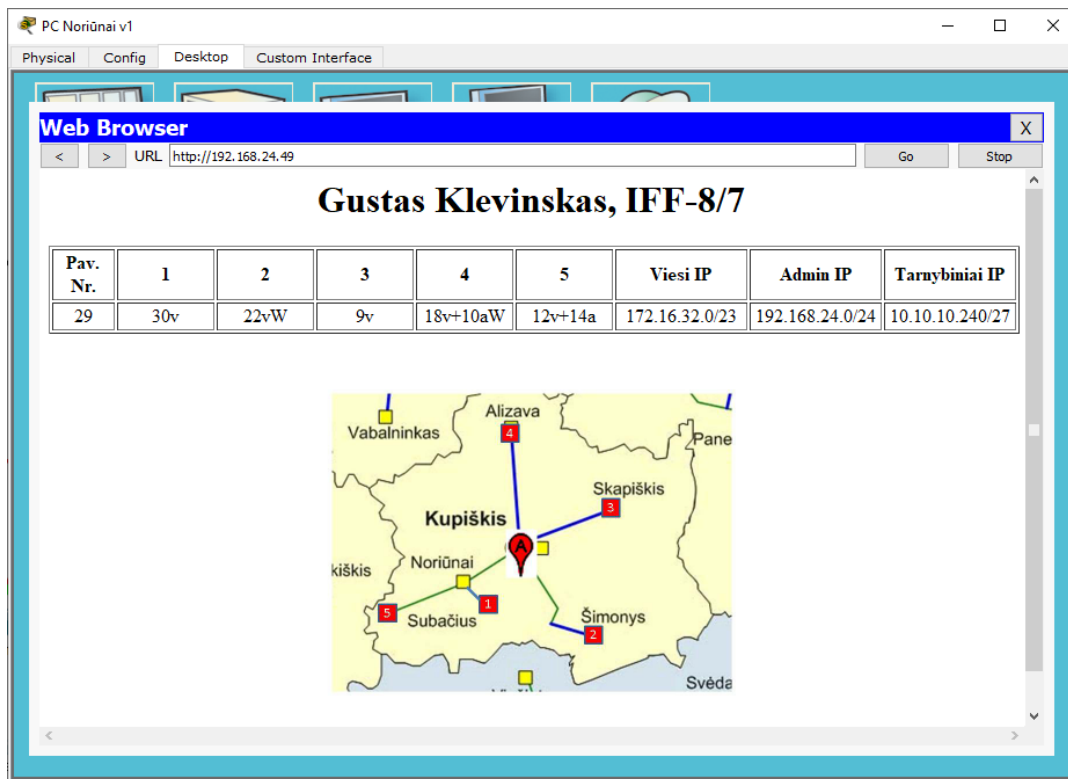 PC Noriūnai v1
Physical Config Desktop Custom Interface
Web Browser X
< > URL http://192.168.24.49 Go Stop
Gustas Klevinskas, IFF-8/7
Pav. Nr. 1 2 3 4 5 Viesi IP Admin IP Tarnybiniai IP
29 30v 22vW 9v 18v+10aW 12v+14a 172.16.32.0/23 192.168.24.0/24 10.10.10.240/27
Alizava
Vabalninkas 4 Pane
Skapiškis
3
Kupiškis
A
Noriūnai
kiškis
5 1
Subačius Šimonys
2
Svėda